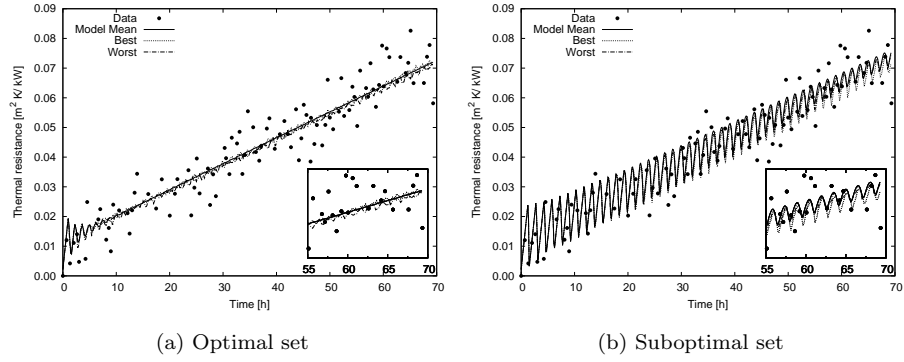 0.09
0.08
0.07
0.06
0.05
0.04
0.03
0.02
0.01
0.00
Thermal resistance [m² K/ kW]
Data
Model Mean
Best
Worst
55 60 65 70
0 10 20 30 40 50 60 70
Time [h]
(a) Optimal set
0.09
0.08
0.07
0.06
0.05
0.04
0.03
0.02
0.01
0.00
Thermal resistance [m² K/ kW]
Data
Model Mean
Best
Worst
55 60 65 70
0 10 20 30 40 50 60 70
Time [h]
(b) Suboptimal set